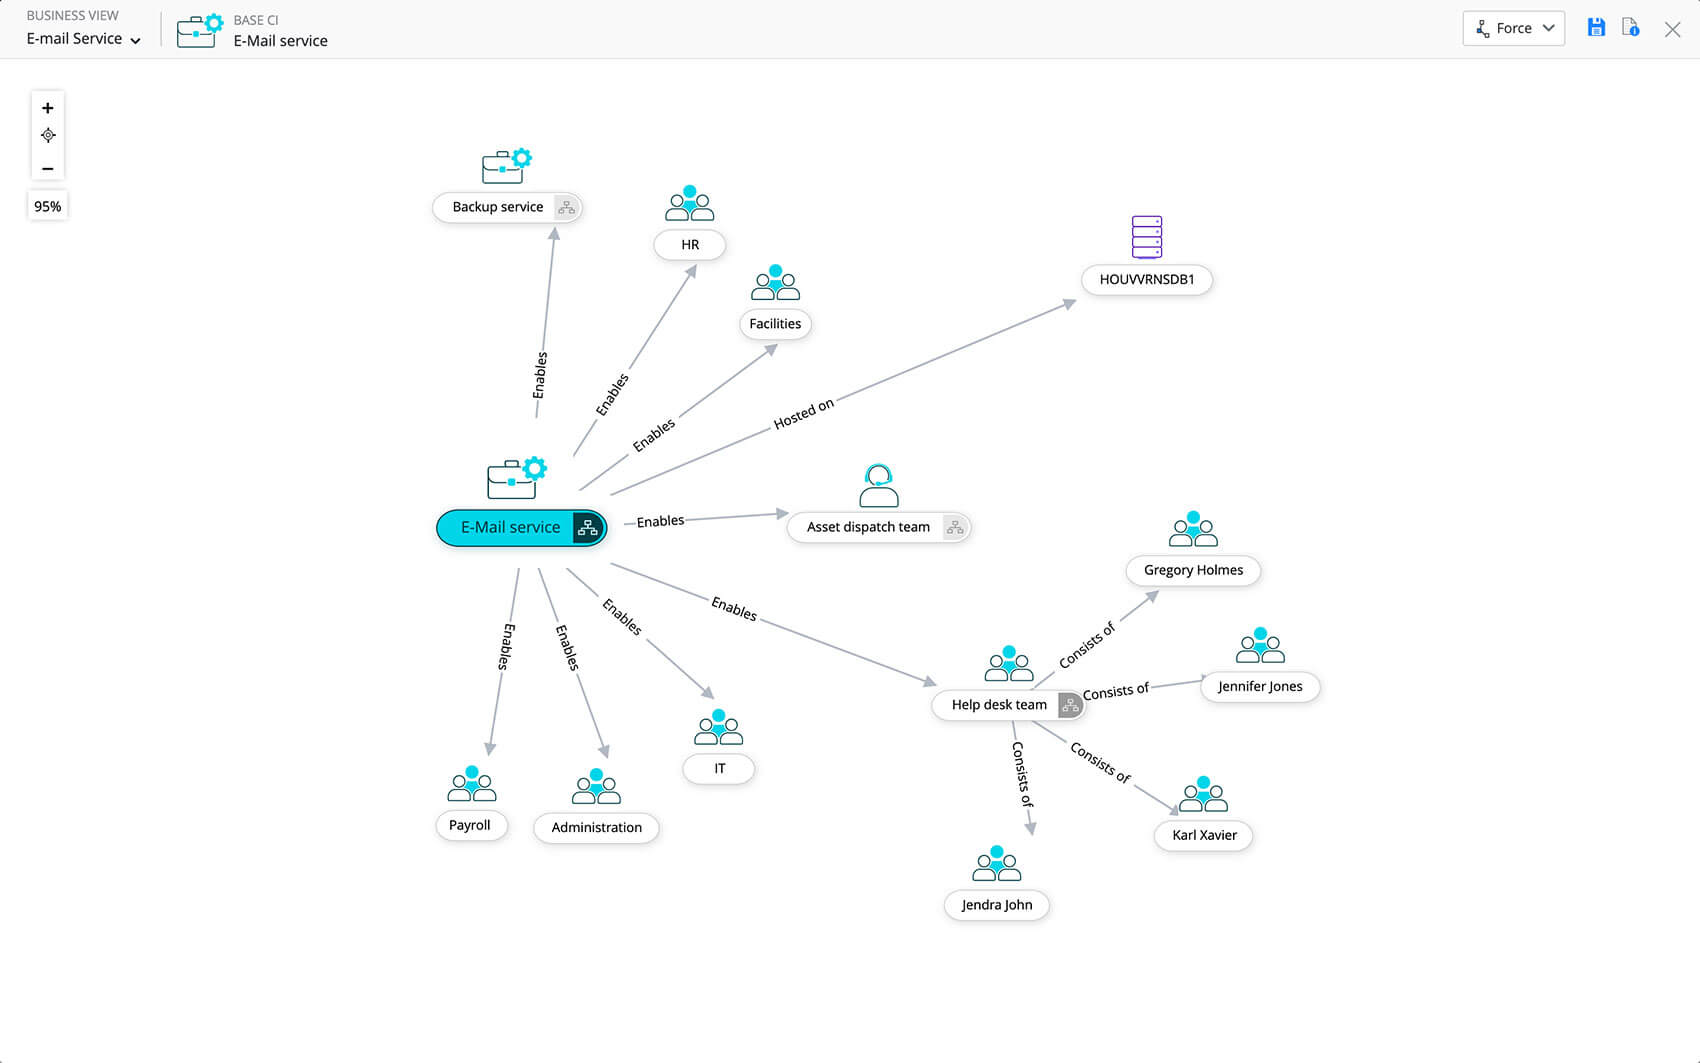 BUSINESS VIEW
E-mail Service
BASE CI
E-Mail service
Force
95%
Backup service
HR
Facilities
HOUVVRNSDB1
Enables
Enables
Enables
Hosted on
E-Mail service
Enables
Asset dispatch team
Gregory Holmes
Enables
Enables
Enables
Enables
Consists of
Consists of
Jennifer Jones
Help desk team
Consists of
Consists of
IT
Payroll
Administration
Karl Xavier
Jendra John